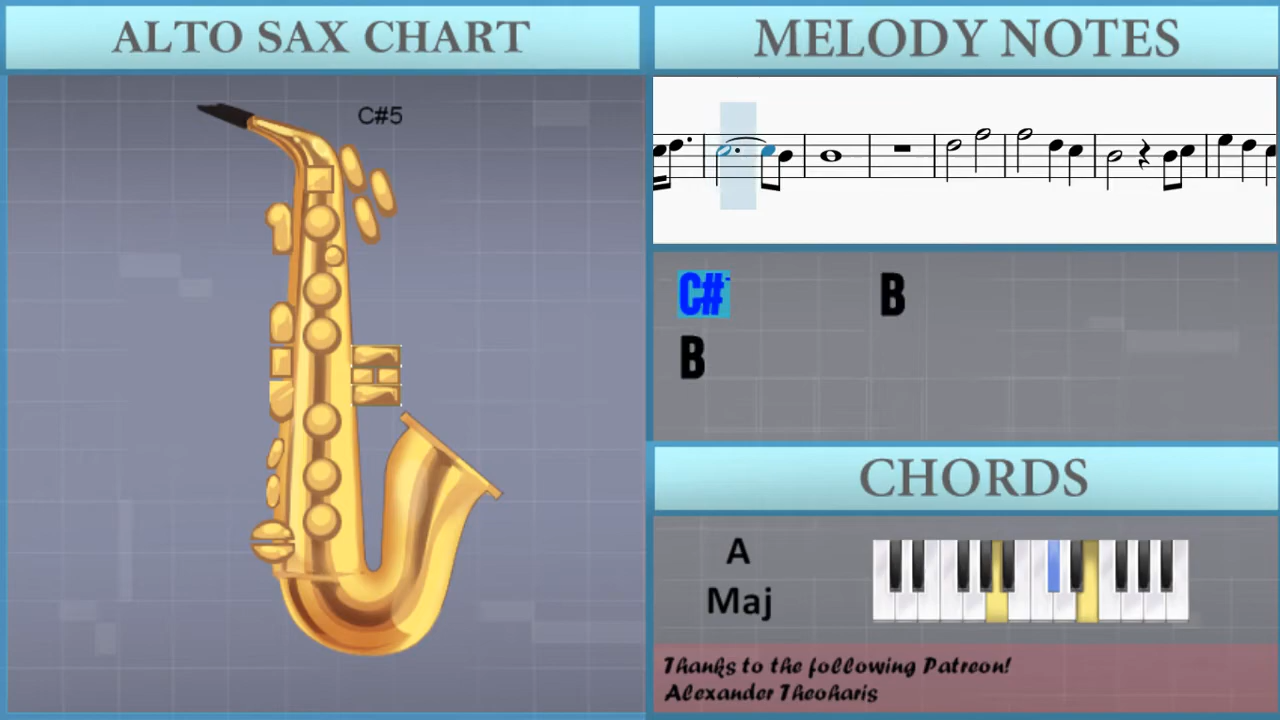 ALTO SAX CHART
C#5
MELODY NOTES
C# B
B
CHORDS
A
Maj
Thanks to the following Patreon!
Alexander Theoharis